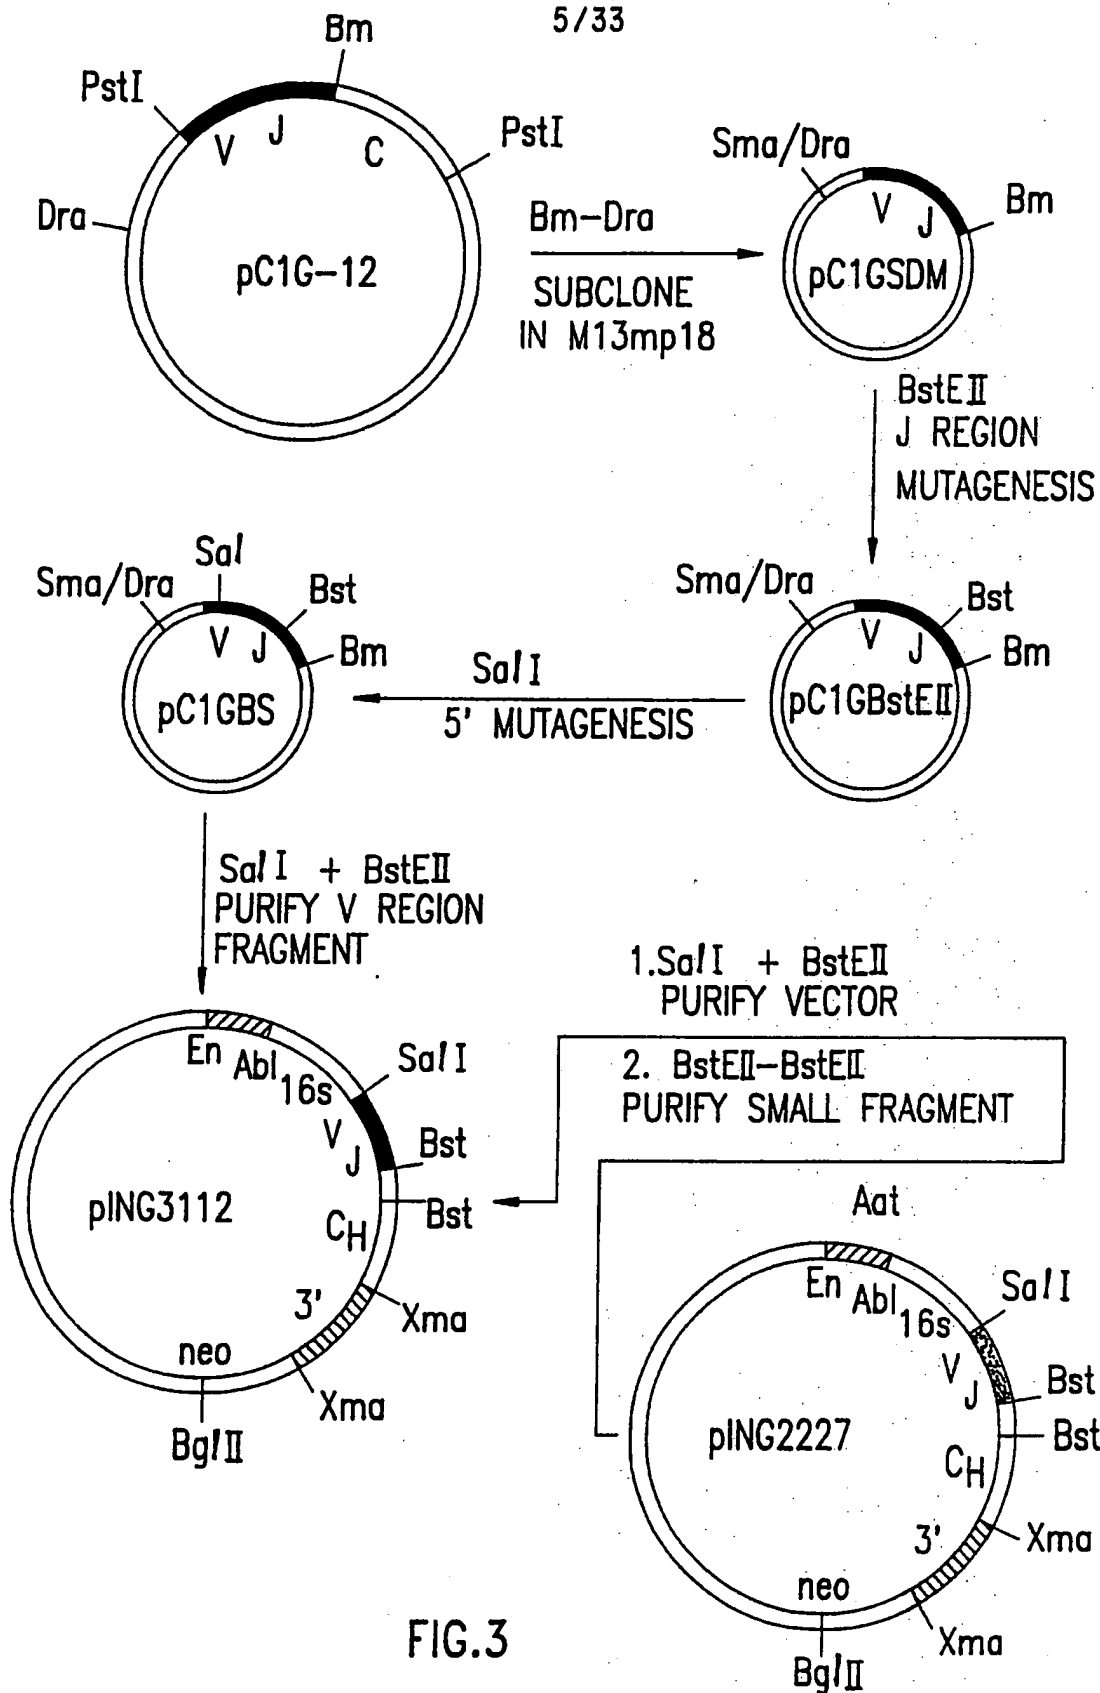 5/33
Bm
PstI
V
J
C
PstI
Dra
pC1G-12
Bm-Dra
SUBCLONE
IN M13mp18
Sma/Dra
V
J
Bm
pC1GSDM
BstEII
J REGION
MUTAGENESIS
Sma/Dra
Bst
V
J
Bm
pC1GBstEII
SalI
5' MUTAGENESIS
Sal
Sma/Dra
Bst
V
J
Bm
pC1GBS
SalI + BstEII
PURIFY V REGION
FRAGMENT
1.SalI + BstEII
PURIFY VECTOR
2. BstEII-BstEII
PURIFY SMALL FRAGMENT
En
Abl
16s
SalI
V
J
Bst
Bst
pING3112
CH
3'
Xma
neo
Xma
BglII
Aat
En
Abl
16s
SalI
V
J
Bst
Bst
pING2227
CH
3'
Xma
neo
Xma
BglII
FIG.3